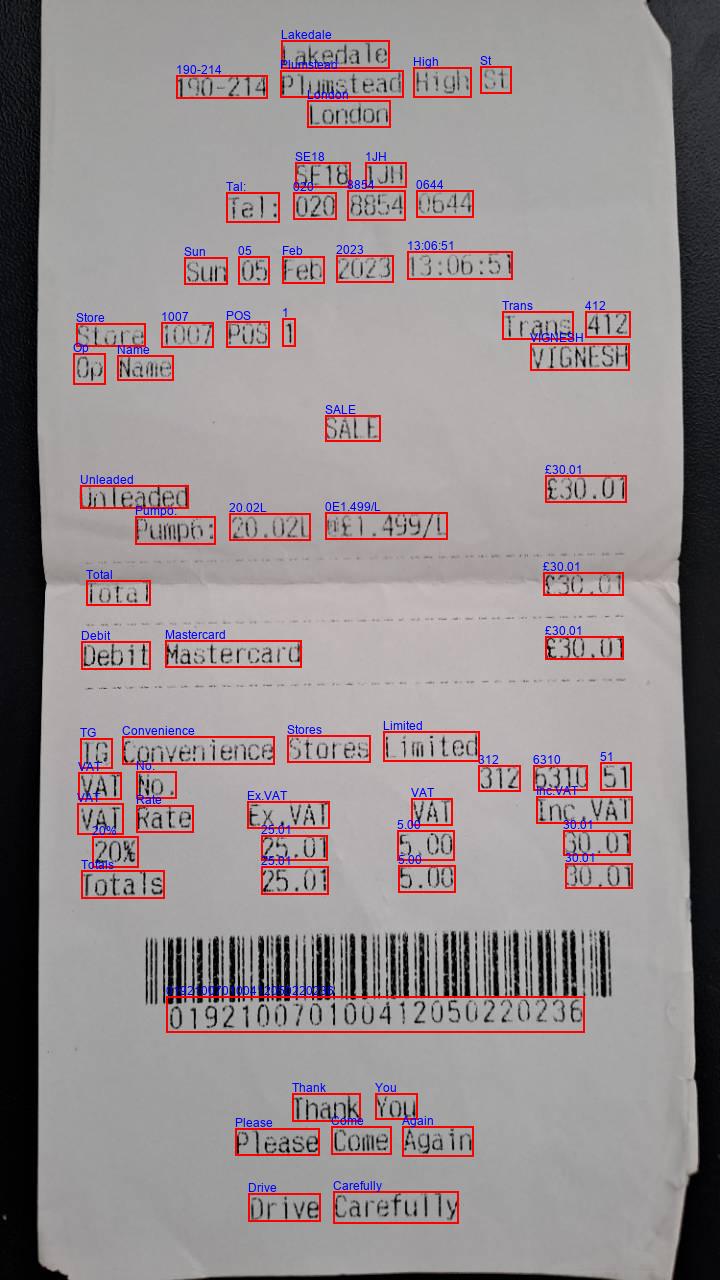 Lakedale
190-214 Plumstead High St
London
SE18 1JH
Tel: 020 8854 0644
Sun 05 Feb 2023 13:06:51
Store 1007 POS 1 Trans 412
Op Name VIGNESH
SALE
Unleaded £30.01
Pump6: 20.02L @£1.499/L
Total £30.01
Debit Mastercard £30.01
TG Convenience Stores Limited
VAT No. 312 6310 51
VAT Rate Ex.VAT VAT Inc.VAT
20% 25.01 5.00 30.01
Totals 25.01 5.00 30.01
019210070100412050220236
Thank You
Please Come Again
Drive Carefully